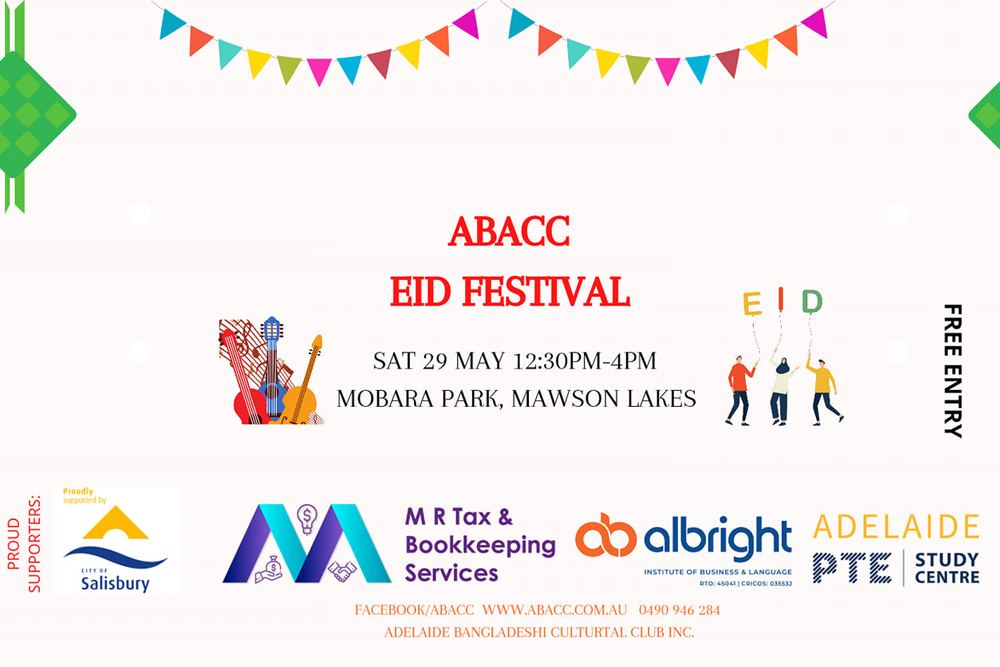 ABACC
EID FESTIVAL
EID
SAT 29 MAY 12:30PM-4PM
MOBARA PARK, MAWSON LAKES
FREE ENTRY
PROUD
SUPPORTERS:
Proudly
supported by
CITY OF
Salisbury
M R Tax &
Bookkeeping
Services
albright
INSTITUTE OF BUSINESS & LANGUAGE
RTO: 45041 | CRICOS: 03553J
ADELAIDE
PTE
STUDY
CENTRE
FACEBOOK/ABACC WWW.ABACC.COM.AU 0490 946 284
ADELAIDE BANGLADESHI CULTURTAL CLUB INC.